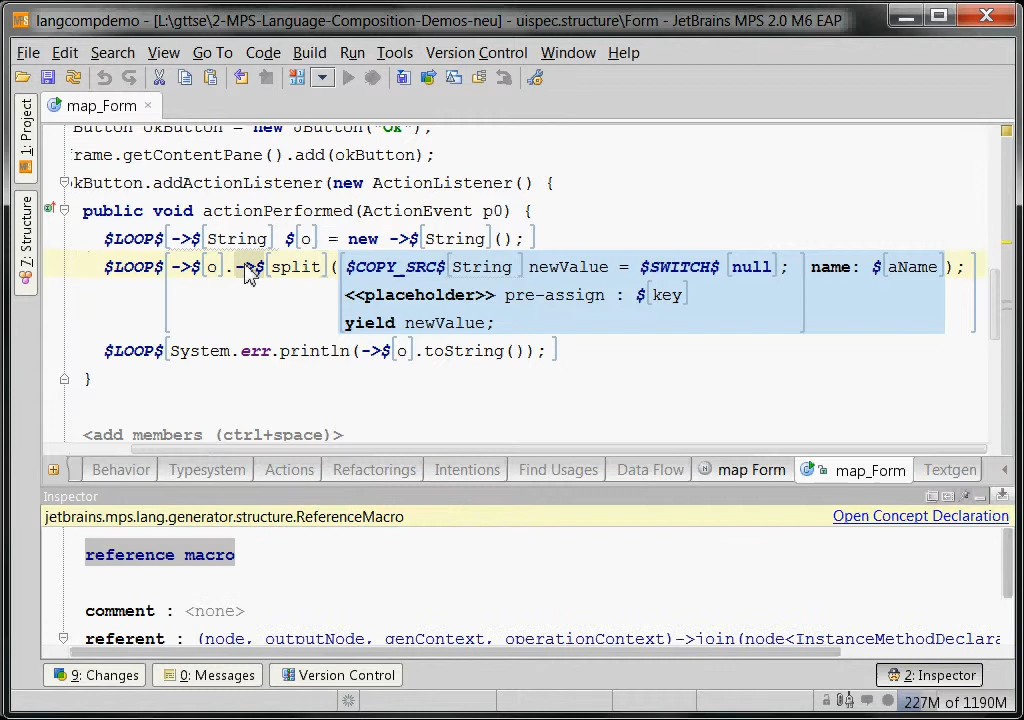 langcompdemo - [L:\gttse\2-MPS-Language-Composition-Demos-neu] - uispec.structure\Form - JetBrains MPS 2.0 M6 EAP
File Edit Search View Go To Code Build Run Tools Version Control Window Help
1: Project
Z: Structure
map_Form ×
Button okButton = new JButton("Ok");
rame.getContentPane().add(okButton);
kButton.addActionListener(new ActionListener() {
public void actionPerformed(ActionEvent p0) {
$LOOP$[->$[String] $[o] = new ->$[String]();]
$LOOP$[->$[o].->$[split]($COPY_SRC$[String] newValue = $SWITCH$[null]; name: $[aName]);
<<placeholder>> pre-assign : $[key]
yield newValue;
$LOOP$[System.err.println(->$[o].toString());]
}
<add members (ctrl+space)>
Behavior Typesystem Actions Refactorings Intentions Find Usages Data Flow map Form map_Form Textgen
Inspector
jetbrains.mps.lang.generator.structure.ReferenceMacro Open Concept Declaration
reference macro
comment : <none>
referent : (node, outputNode, genContext, operationContext)->join(node<InstanceMethodDeclara
9: Changes 0: Messages Version Control 2: Inspector
227M of 1190M